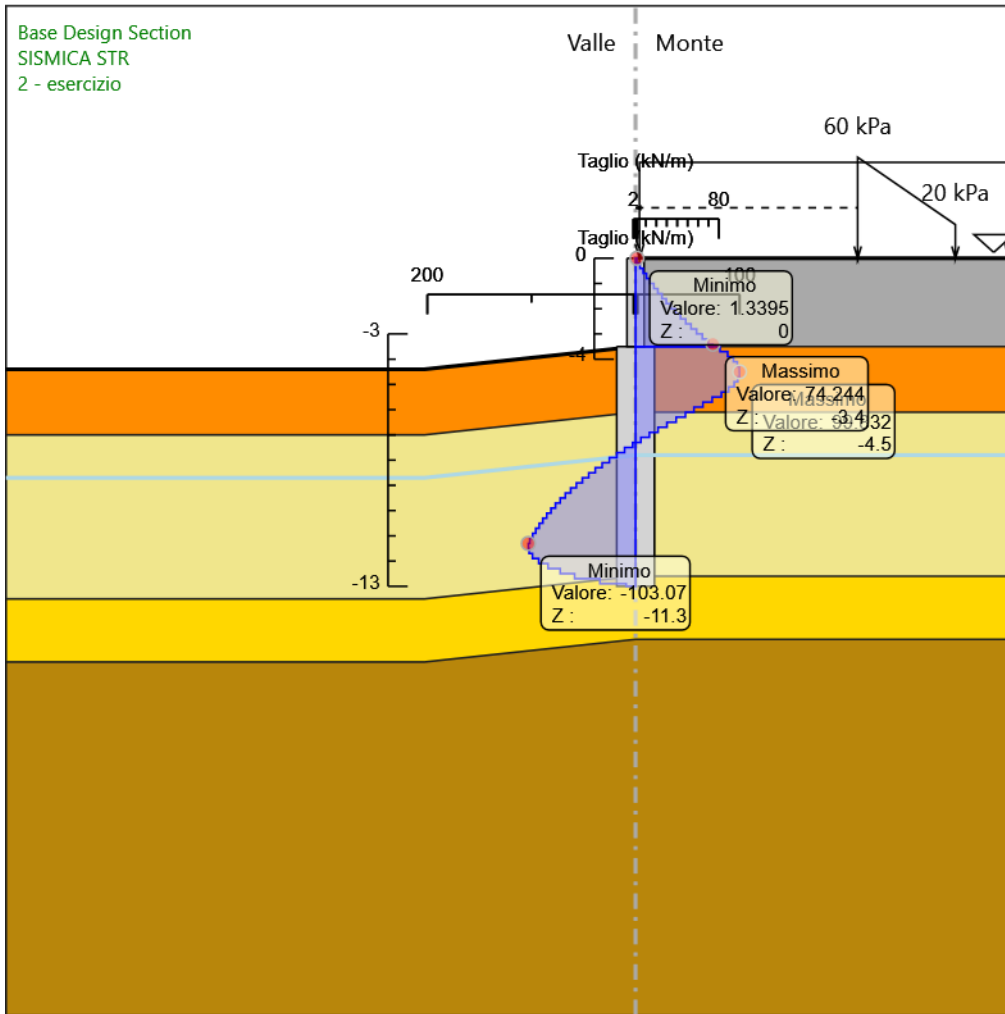 Base Design Section
SISMICA STR
2 - esercizio
Valle
Monte
60 kPa
Taglio (kN/m)
20 kPa
2
80
Taglio (kN/m)
0
200
100
Minimo
Valore: 1.3395
Z : 0
-3
-4
Massimo
Valore: 74.244
Z : -3.4
Massimo
Valore:
Z : -4.5
-13
Minimo
Valore: -103.07
Z : -11.3